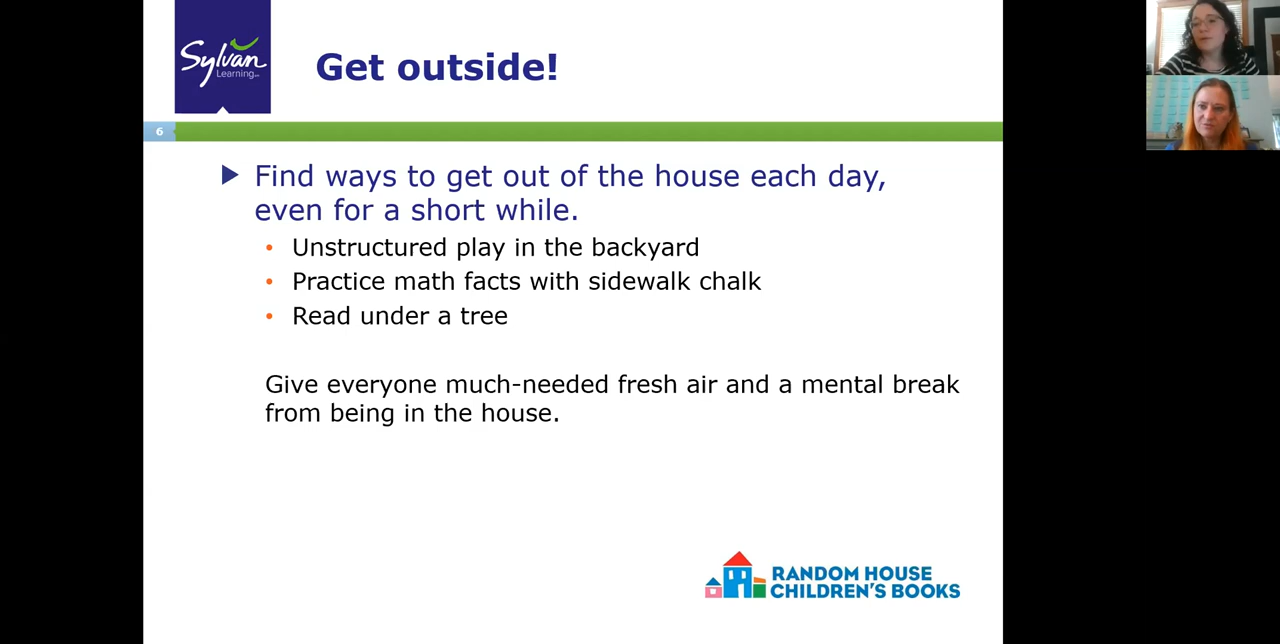 Sylvan
Learning
Get outside!
6
Find ways to get out of the house each day,
even for a short while.
Unstructured play in the backyard
Practice math facts with sidewalk chalk
Read under a tree
Give everyone much-needed fresh air and a mental break
from being in the house.
RANDOM HOUSE
CHILDREN'S BOOKS